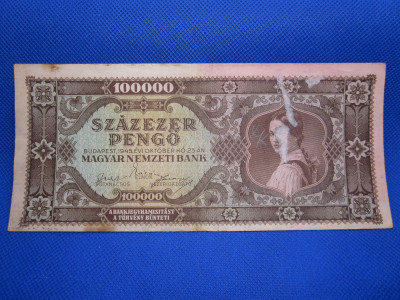 100000
SZÁZEZER
PENGŐ
BUDAPEST, 1945. ÉVI OKTÓBER HÓ 23-ÁN
MAGYAR NEMZETI BANK
100000
A BANKJEGYHAMISÍTÁST
A TÖRVÉNY BÜNTETI